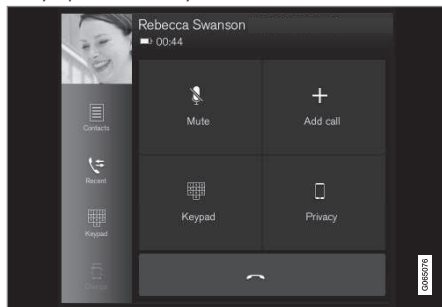 Rebecca Swanson
00:44
Contacts
Recent
Keypad
Mute
Add call
Keypad
Privacy
G065076